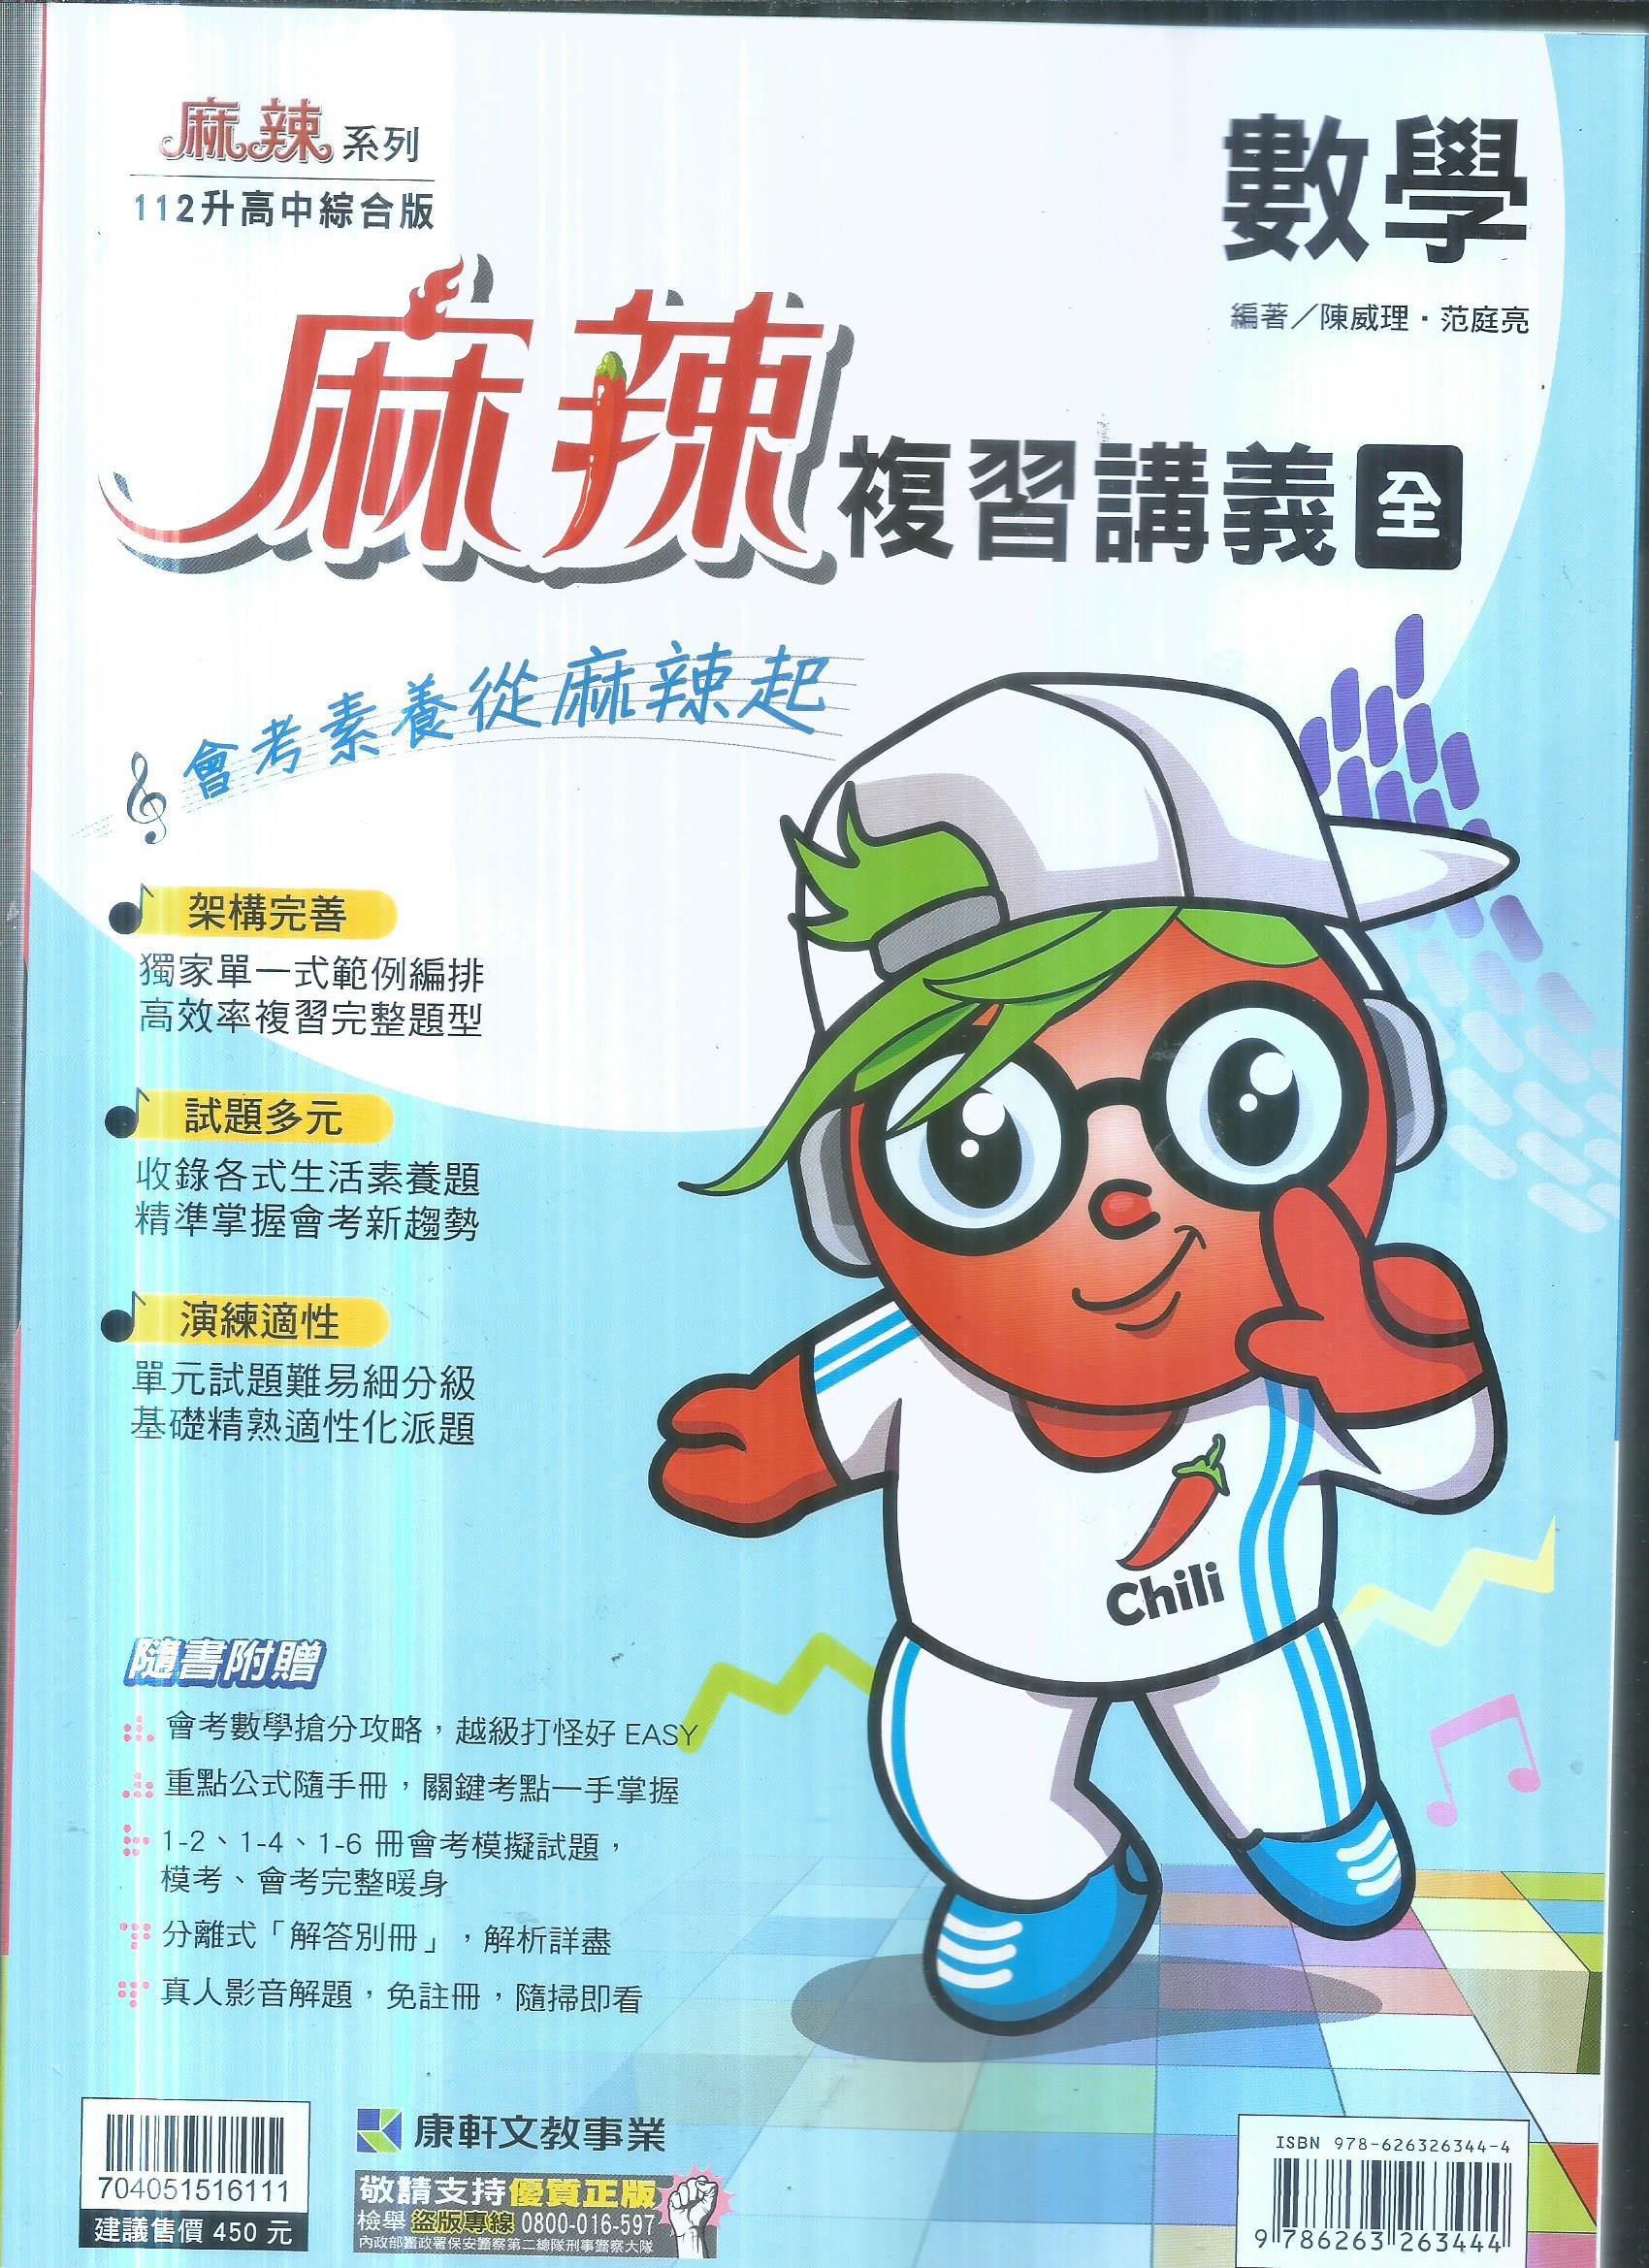 麻辣系列
112升高中綜合版
數學
編著／陳威理・范庭亮
麻辣複習講義全
會考素養從麻辣起
架構完善
獨家單一式範例編排
高效率複習完整題型
試題多元
收錄各式生活素養題
精準掌握會考新趨勢
演練適性
單元試題難易細分級
基礎精熟適性化派題
Chili
隨書附贈
會考數學搶分攻略，越級打怪好 EASY
重點公式隨手冊，關鍵考點一手掌握
1-2、1-4、1-6 冊會考模擬試題，
模考、會考完整暖身
分離式「解答別冊」，解析詳盡
真人影音解題，免註冊，隨掃即看
704051516111
建議售價 450 元
康軒文教事業
敬請支持優質正版
檢舉盜版專線 0800-016-597
內政部警政署保安警察第二總隊刑事警察大隊
ISBN 978-626326344-4
9 786263 263444